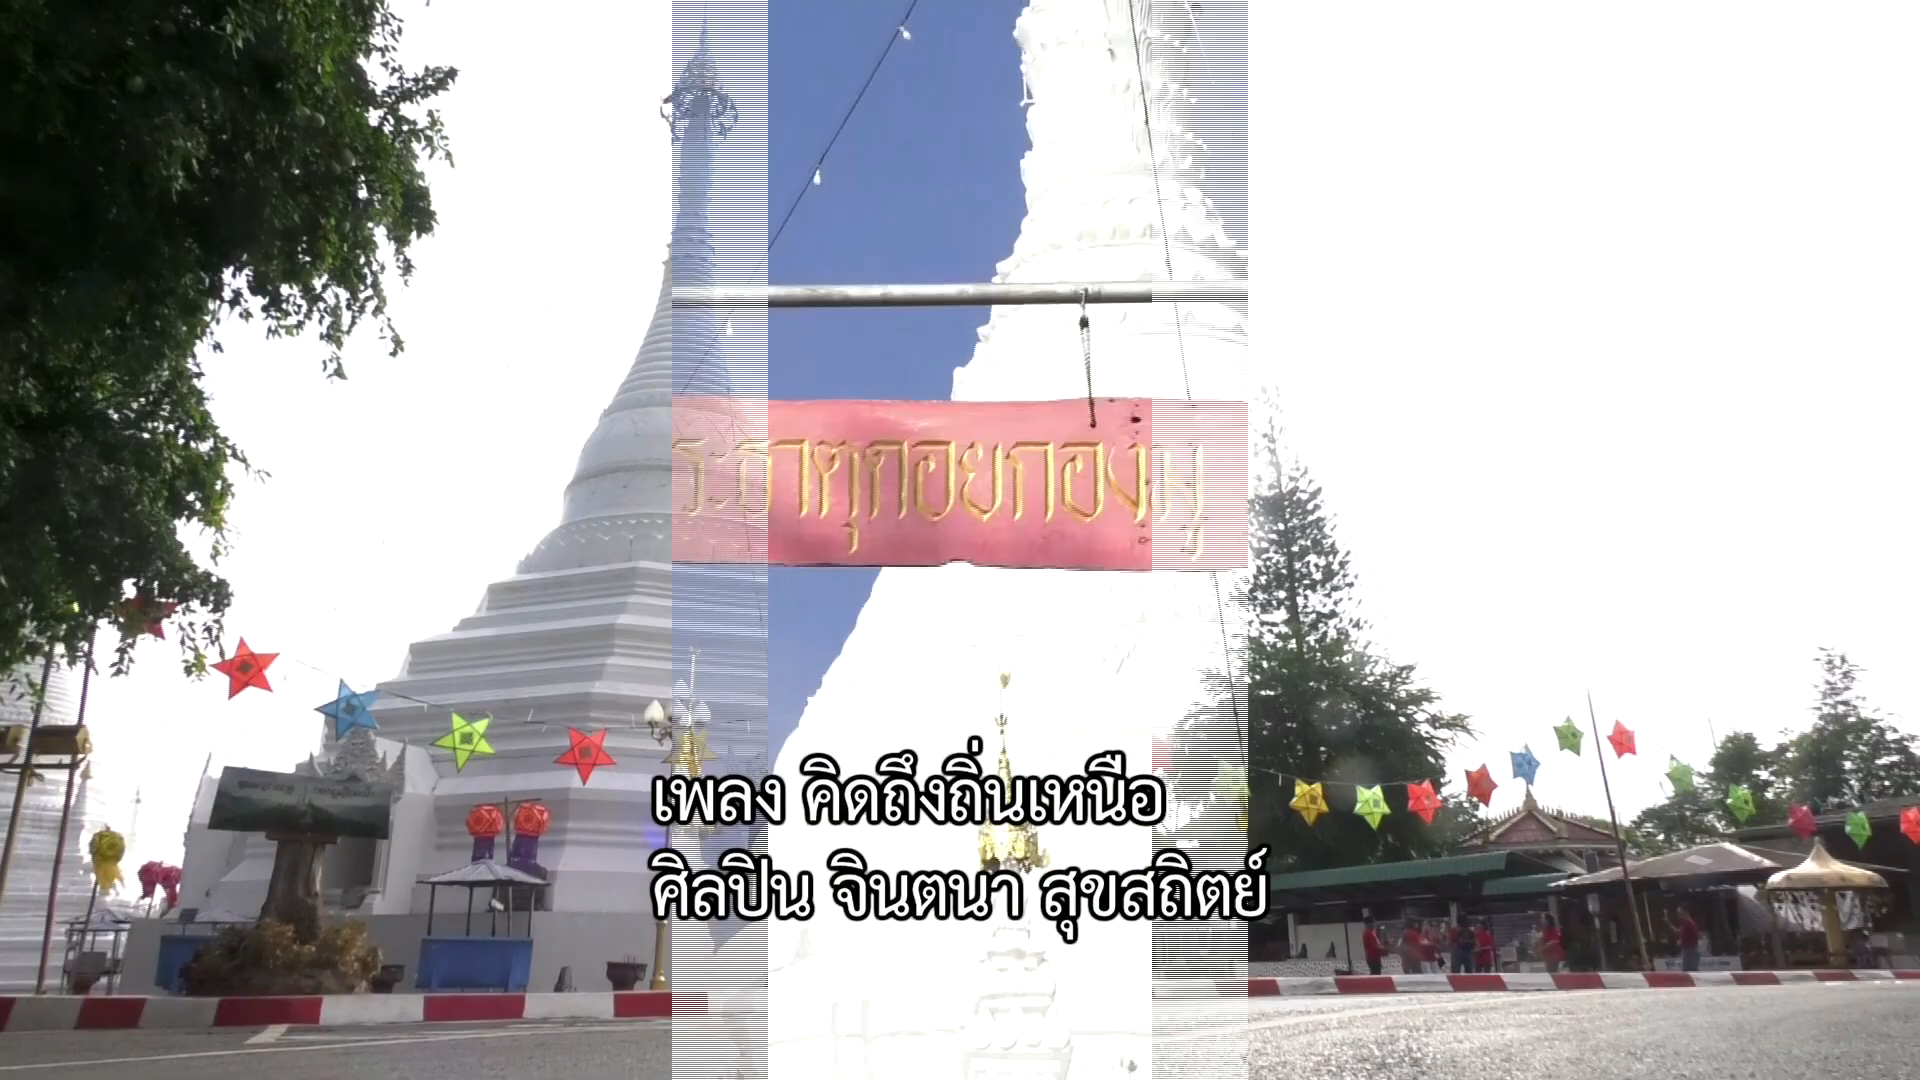 ระธาตุดอยกองมู
เพลง คิดถึงถิ่นเหนือ
ศิลปิน จินตนา สุขสถิตย์